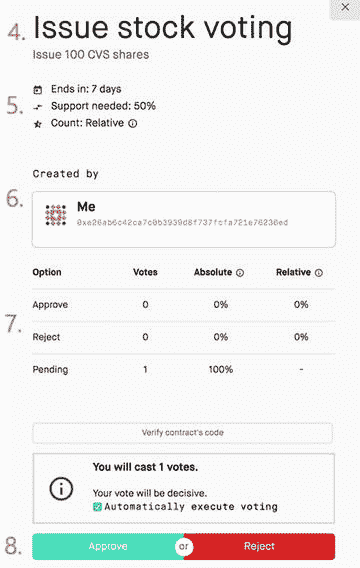 4. Issue stock voting
Issue 100 CVS shares
Ends in: 7 days
5. Support needed: 50%
Count: Relative
Created by
6. Me
Option Votes Absolute Relative
Approve 0 0% 0%
7. Reject 0 0% 0%
Pending 1 100% -
Verify contract's code
You will cast 1 votes.
Your vote will be decisive.
Automatically execute voting
8. Approve or Reject